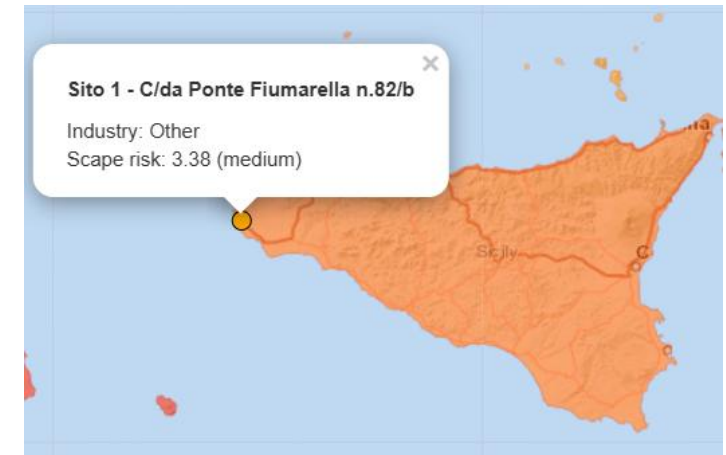 Sito 1 - C/da Ponte Fiumarella n.82/b
×
Industry: Other
Scape risk: 3.38 (medium)
Sicily